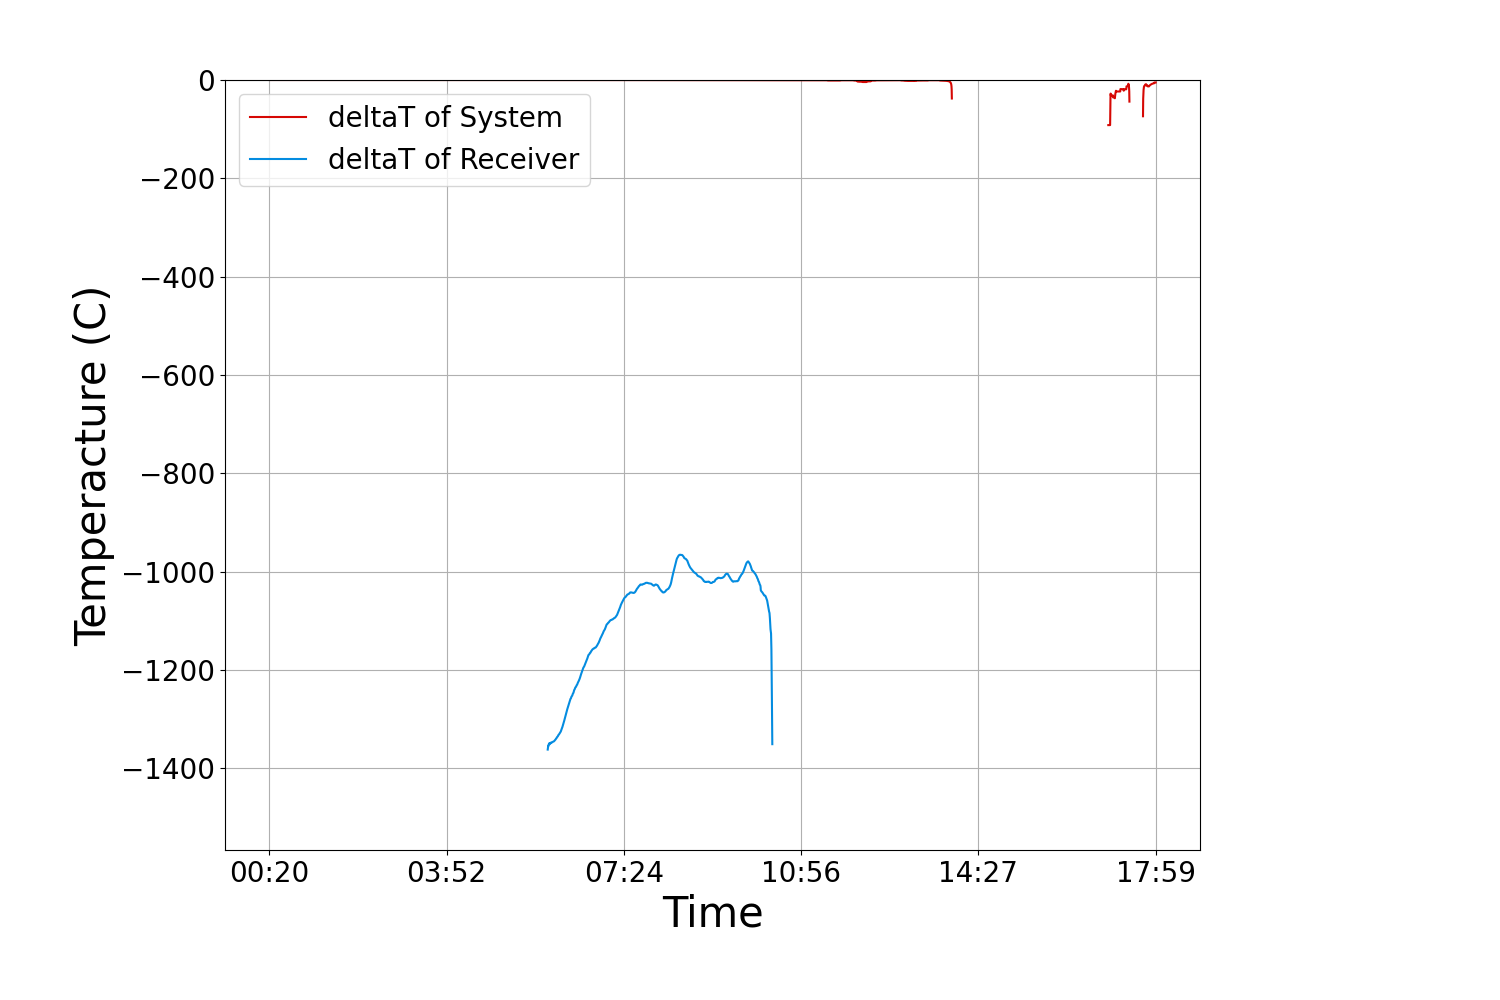 0
−200
−400
−600
−800
−1000
−1200
−1400
Temperacture (C)
deltaT of System
deltaT of Receiver
00:20 03:52 07:24 10:56 14:27 17:59
Time